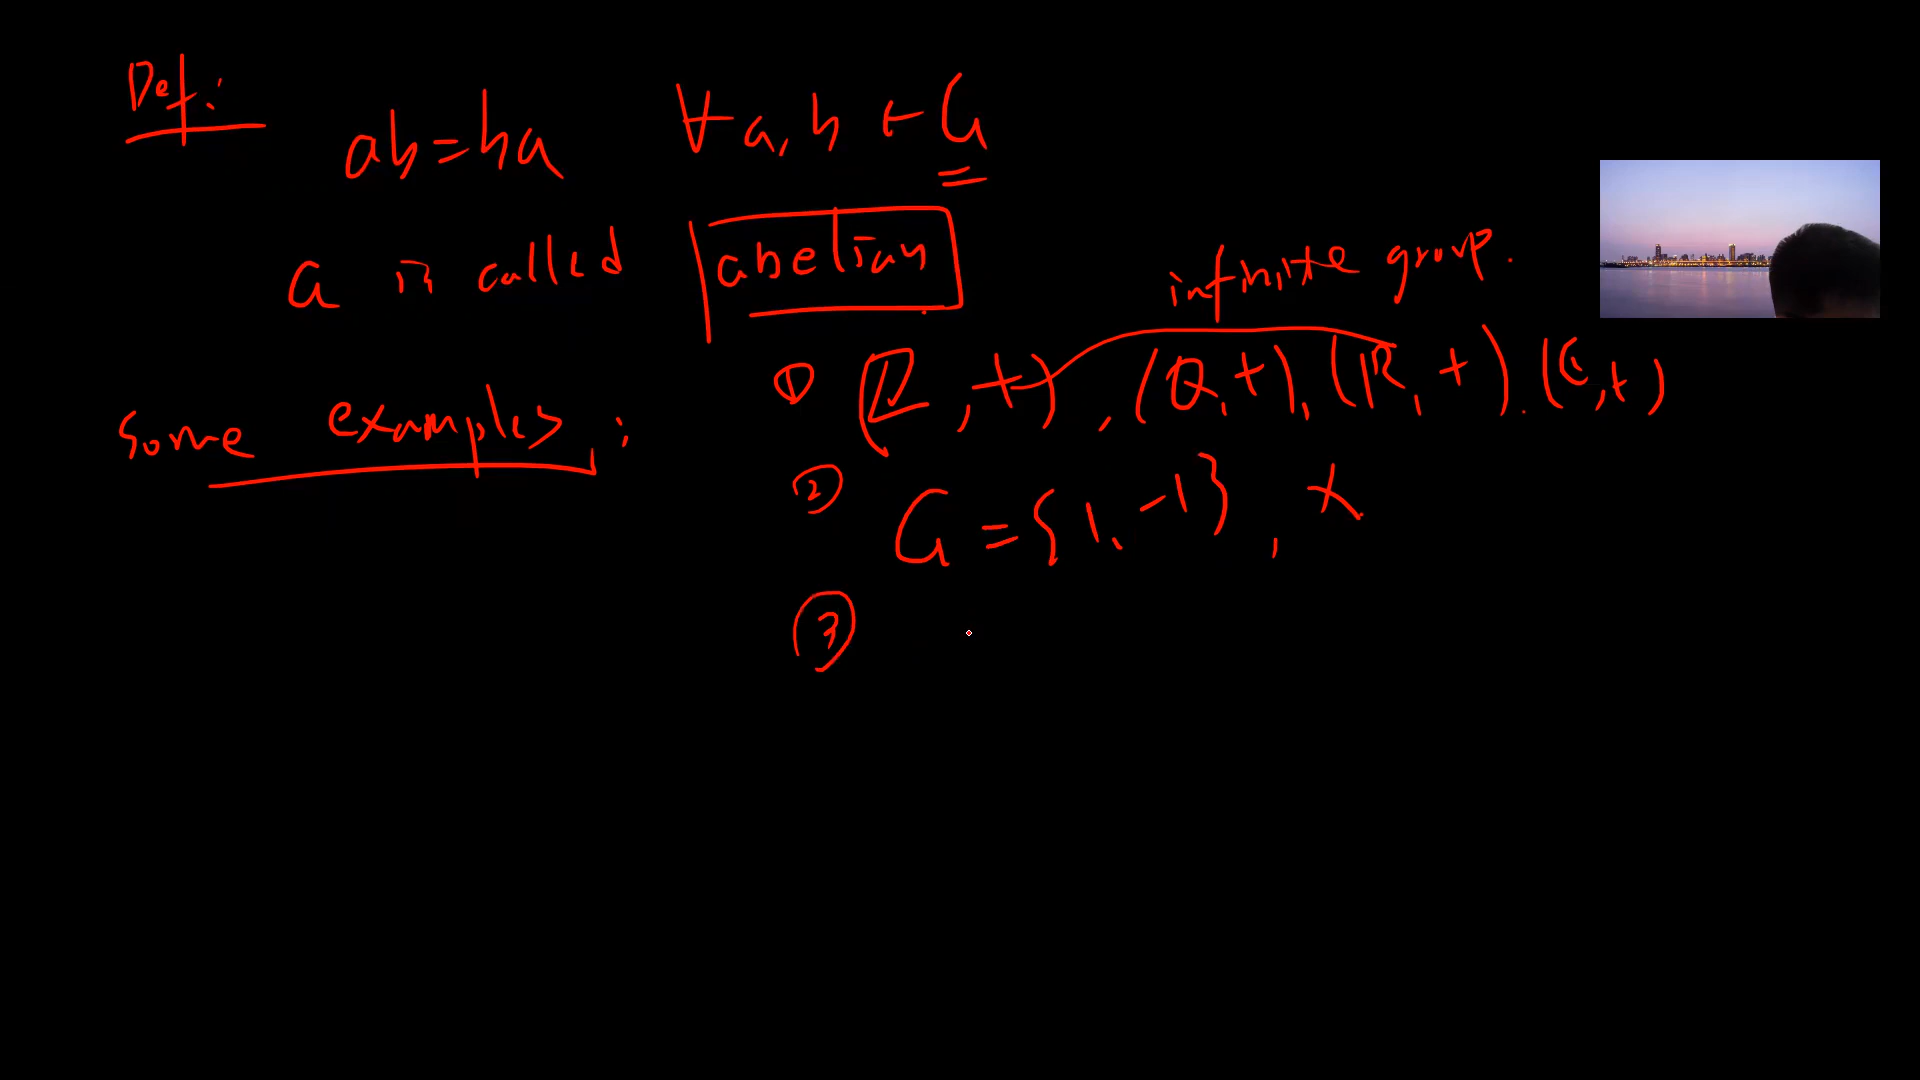 Def:
ab=ba ∀a,b ∈ G
G is called abelian
infinite group.
① (ℤ,+), (ℚ,+), (ℝ,+). (ℂ,+)
Some examples:
② G={1,-1}, ×
③